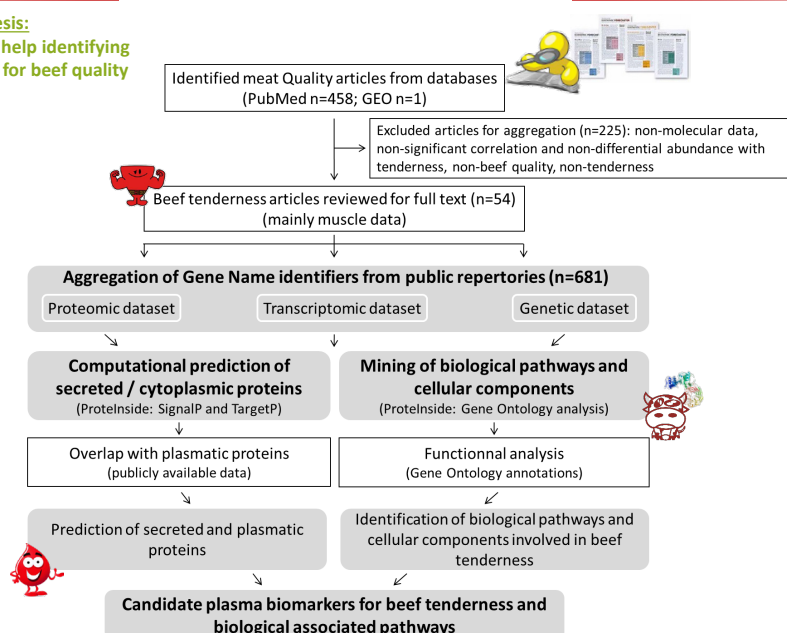 esis:
help identifying
for beef quality
Identified meat Quality articles from databases
(PubMed n=458; GEO n=1)
Excluded articles for aggregation (n=225): non-molecular data,
non-significant correlation and non-differential abundance with
tenderness, non-beef quality, non-tenderness
Beef tenderness articles reviewed for full text (n=54)
(mainly muscle data)
Aggregation of Gene Name identifiers from public repertories (n=681)
Proteomic dataset
Transcriptomic dataset
Genetic dataset
Computational prediction of
secreted / cytoplasmic proteins
(ProteInside: SignalP and TargetP)
Mining of biological pathways and
cellular components
(ProteInside: Gene Ontology analysis)
Overlap with plasmatic proteins
(publicly available data)
Functionnal analysis
(Gene Ontology annotations)
Prediction of secreted and plasmatic
proteins
Identification of biological pathways and
cellular components involved in beef
tenderness
Candidate plasma biomarkers for beef tenderness and
biological associated pathways